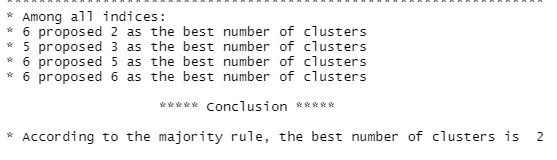 *******************************************************************
* Among all indices:
* 6 proposed 2 as the best number of clusters
* 5 proposed 3 as the best number of clusters
* 6 proposed 5 as the best number of clusters
* 6 proposed 6 as the best number of clusters
***** Conclusion *****
* According to the majority rule, the best number of clusters is 2